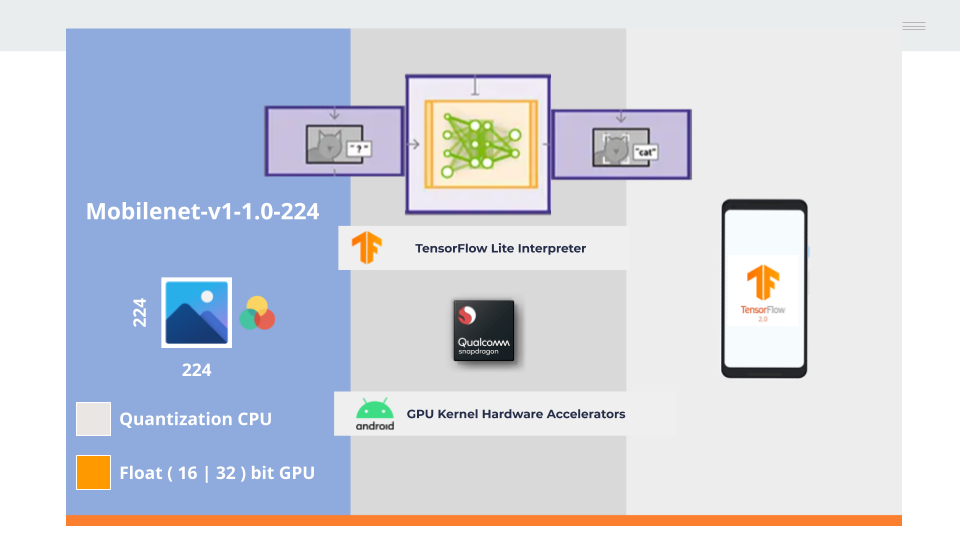 "?"
"cat"
Mobilenet-v1-1.0-224
TensorFlow Lite Interpreter
224
224
Qualcomm
snapdragon
TensorFlow
2.0
GPU Kernel Hardware Accelerators
android
Quantization CPU
Float ( 16 | 32 ) bit GPU